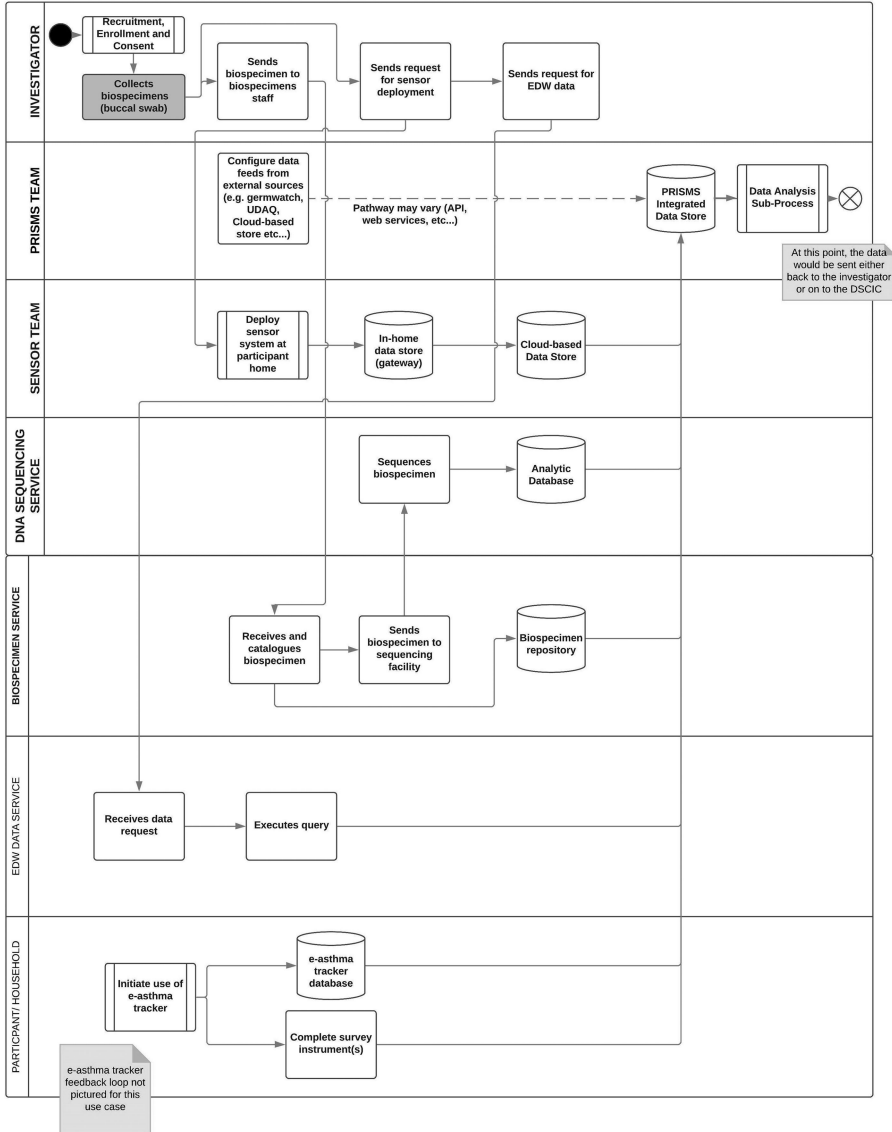 INVESTIGATOR
Recruitment,
Enrollment and
Consent
Collects
biospecimens
(buccal swab)
Sends
biospecimen to
biospecimens
staff
Sends request
for sensor
deployment
Sends request for
EDW data
PRISMS TEAM
Configure data
feeds from
external sources
(e.g. germwatch,
UDAQ,
Cloud-based
store etc...)
Pathway may vary (API,
web services, etc...)
PRISMS
Integrated
Data Store
Data Analysis
Sub-Process
At this point, the data
would be sent either
back to the investigator
or on to the DSCIC
SENSOR TEAM
Deploy
sensor
system at
participant
home
In-home
data store
(gateway)
Cloud-based
Data Store
DNA SEQUENCING
SERVICE
Sequences
biospecimen
Analytic
Database
BIOSPECIMEN SERVICE
Receives and
catalogues
biospecimen
Sends
biospecimen to
sequencing
facility
Biospecimen
repository
EDW DATA SERVICE
Receives data
request
Executes query
PARTICPANT/ HOUSEHOLD
Initiate use of
e-asthma
tracker
e-asthma
tracker
database
Complete survey
instrument(s)
e-asthma tracker
feedback loop not
pictured for this
use case